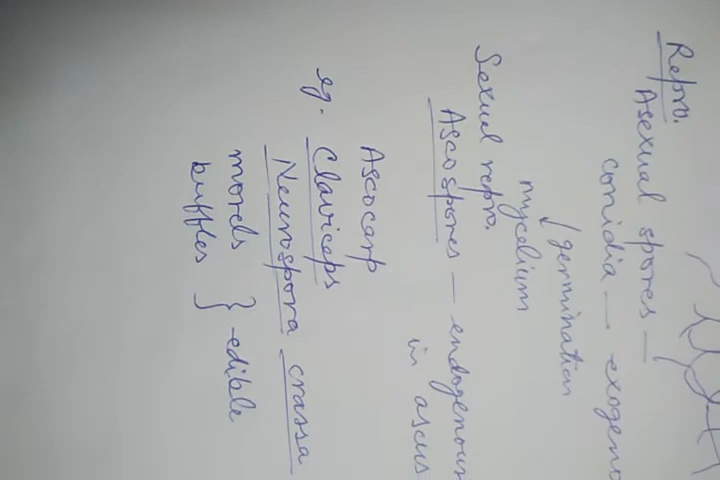 Repro.
Asexual spores —
conidia — exogeno
↓ germination
mycelium
Sexual repro.
Ascospores — endogenous
in ascus
Ascocarp
eg. Claviceps
Neurospora crassa
morels
buffles } edible